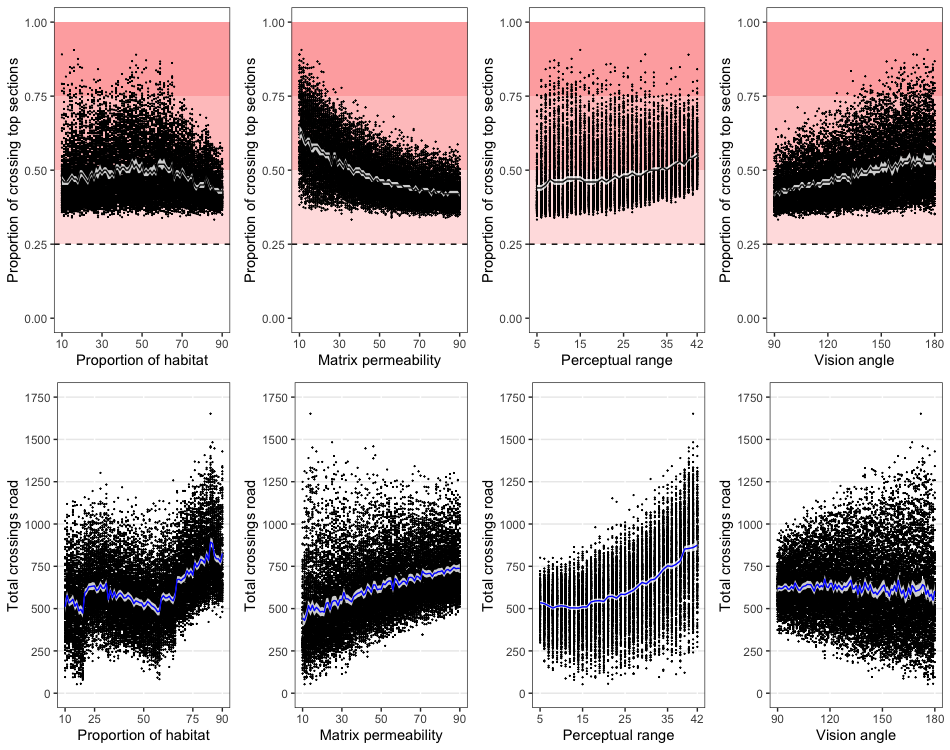 Proportion of crossing top sections
1.00
0.75
0.50
0.25
0.00
10 30 50 70 90
Proportion of habitat
Proportion of crossing top sections
1.00
0.75
0.50
0.25
0.00
10 30 50 70 90
Matrix permeability
Proportion of crossing top sections
1.00
0.75
0.50
0.25
0.00
5 15 25 42
Perceptual range
Proportion of crossing top sections
1.00
0.75
0.50
0.25
0.00
90 120 150 180
Vision angle
Total crossings road
1750
1500
1250
1000
750
500
250
0
10 25 50 75 90
Proportion of habitat
Total crossings road
1750
1500
1250
1000
750
500
250
0
10 30 50 70 90
Matrix permeability
Total crossings road
1750
1500
1250
1000
750
500
250
0
5 15 25 42
Perceptual range
Total crossings road
1750
1500
1250
1000
750
500
250
0
90 120 150 180
Vision angle